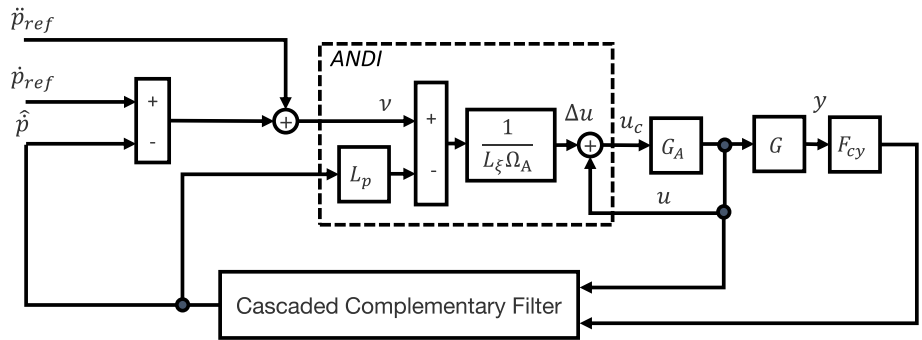 p̈_ref
ANDI
ṗ_ref
+
-
ṗ̂
+
ν
+
-
L_p
1
L_ξ Ω_A
Δu
+
u_c
G_A
G
y
F_cy
u
Cascaded Complementary Filter